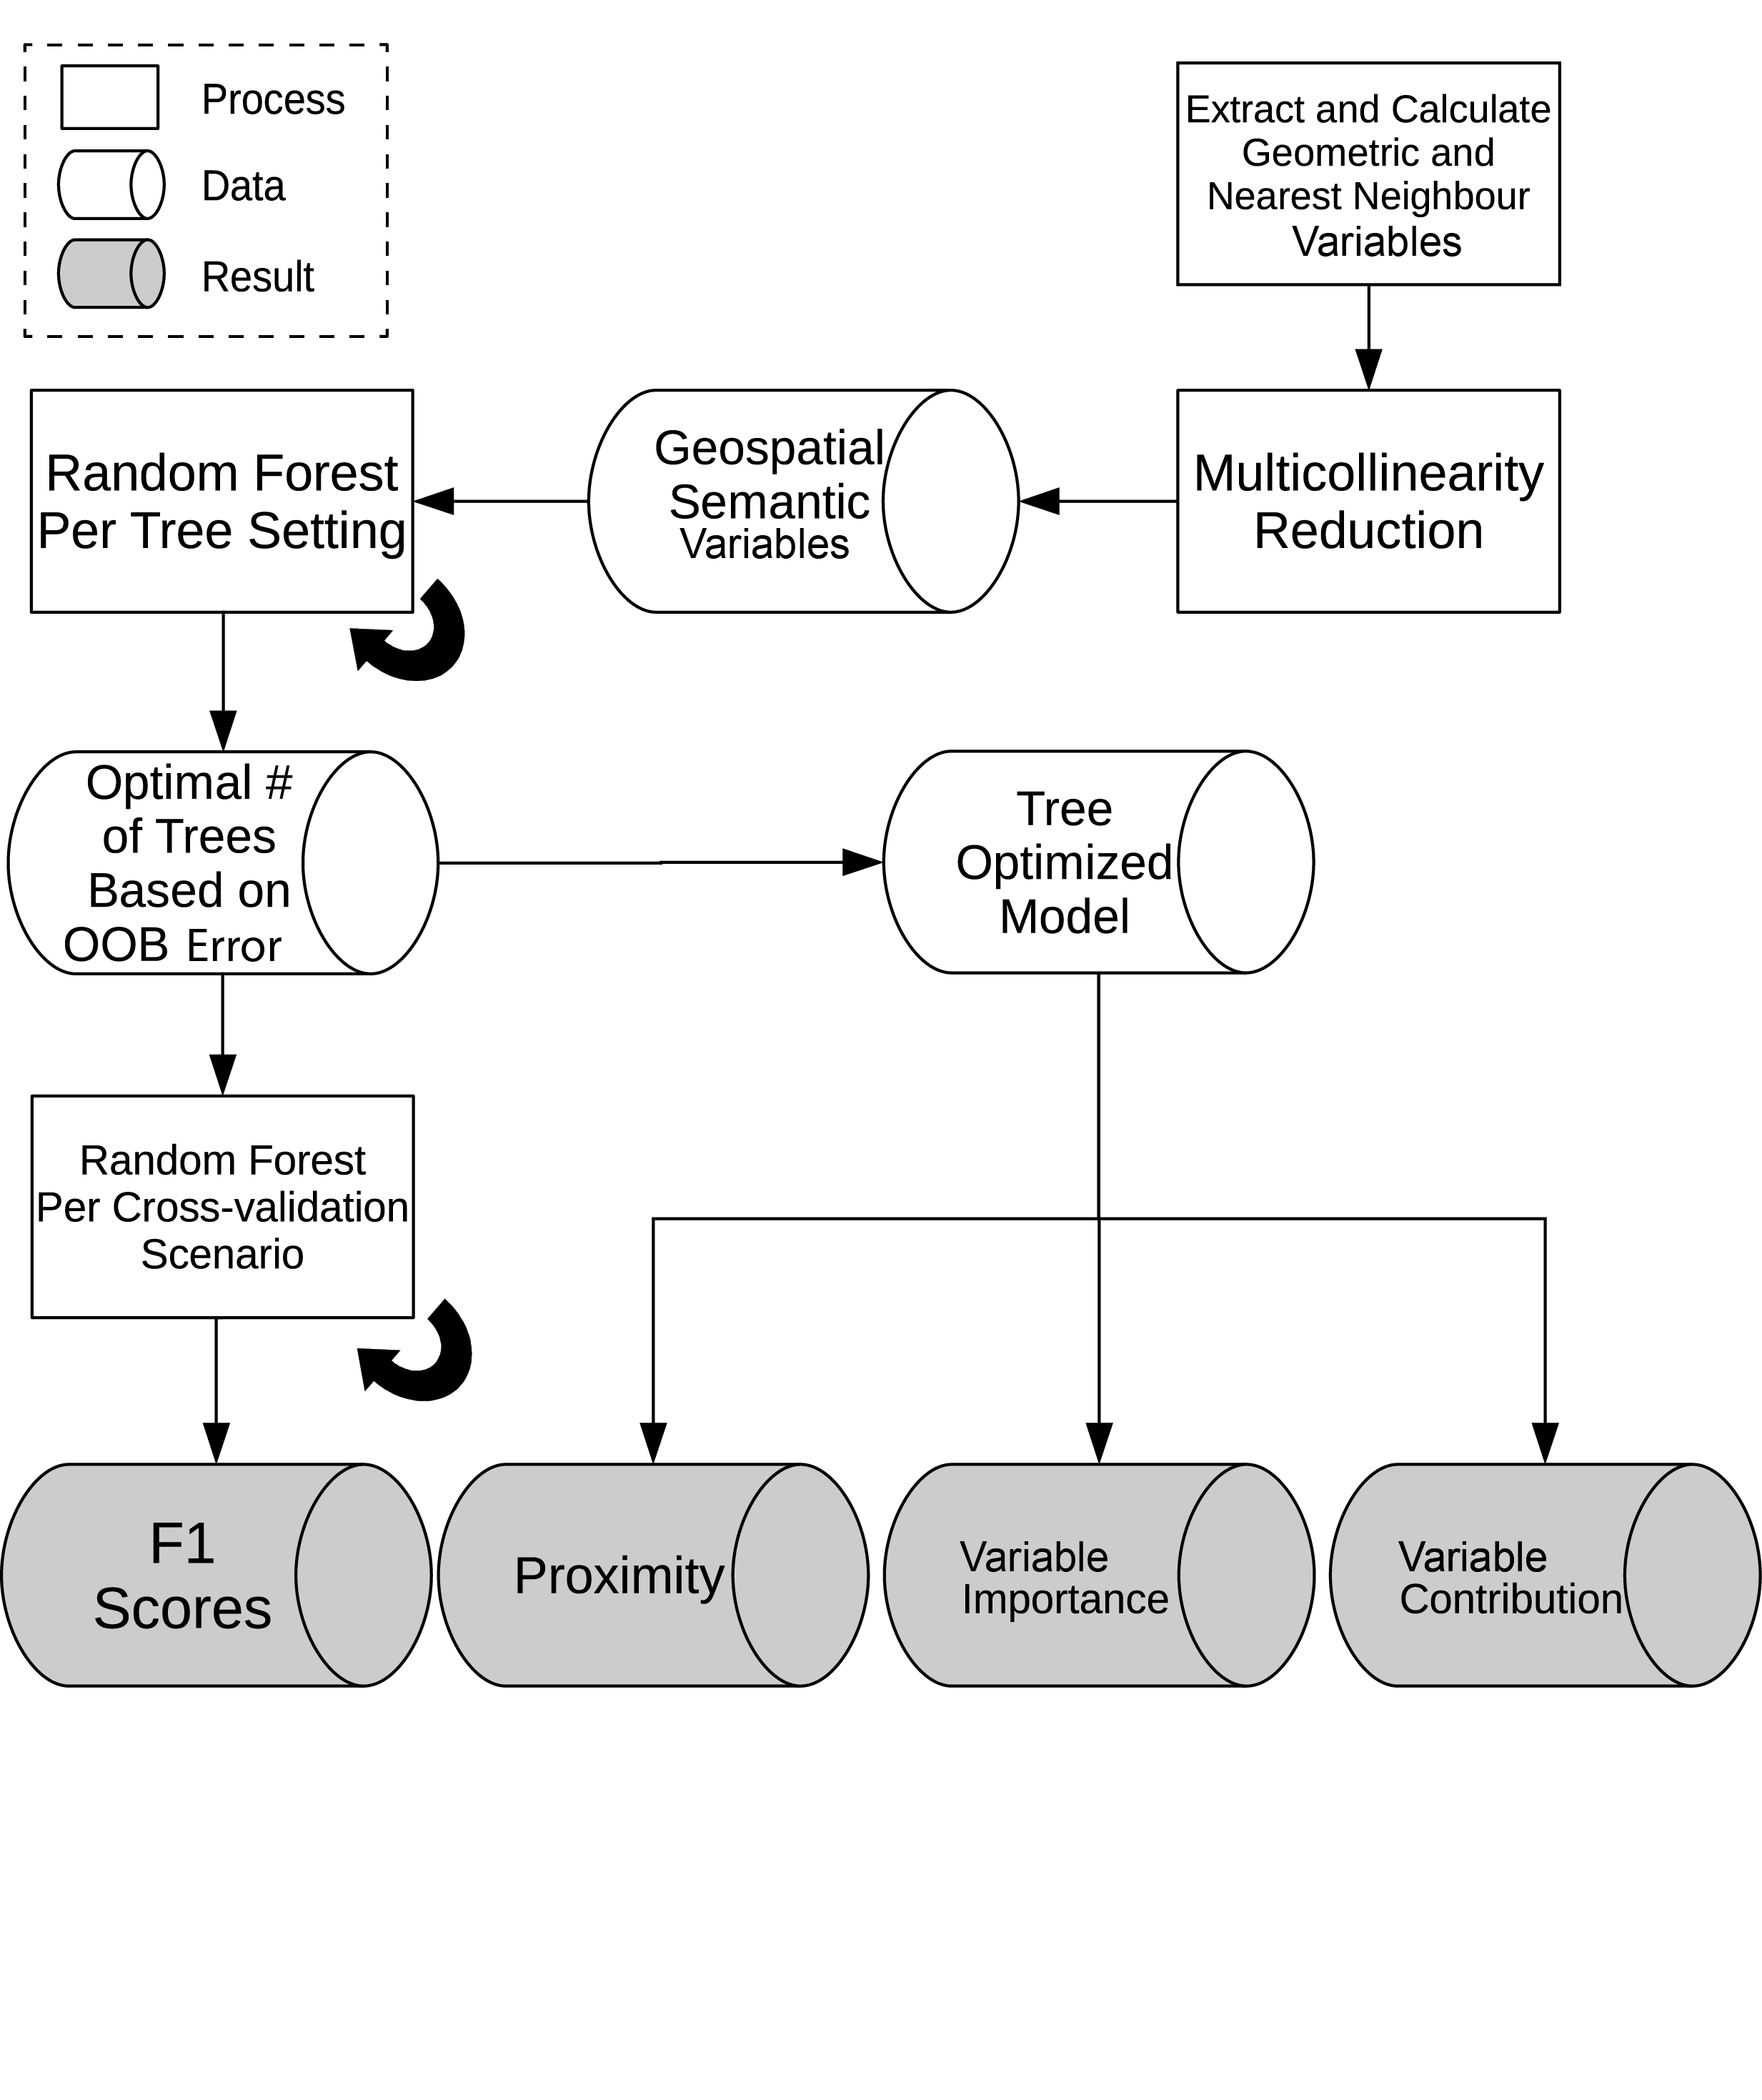 Process
Data
Result
Extract and Calculate
Geometric and
Nearest Neighbour
Variables
Multicollinearity
Reduction
Geospatial
Semantic
Variables
Random Forest
Per Tree Setting
Optimal #
of Trees
Based on
OOB Error
Tree
Optimized
Model
Random Forest
Per Cross-validation
Scenario
F1
Scores
Proximity
Variable
Importance
Variable
Contribution